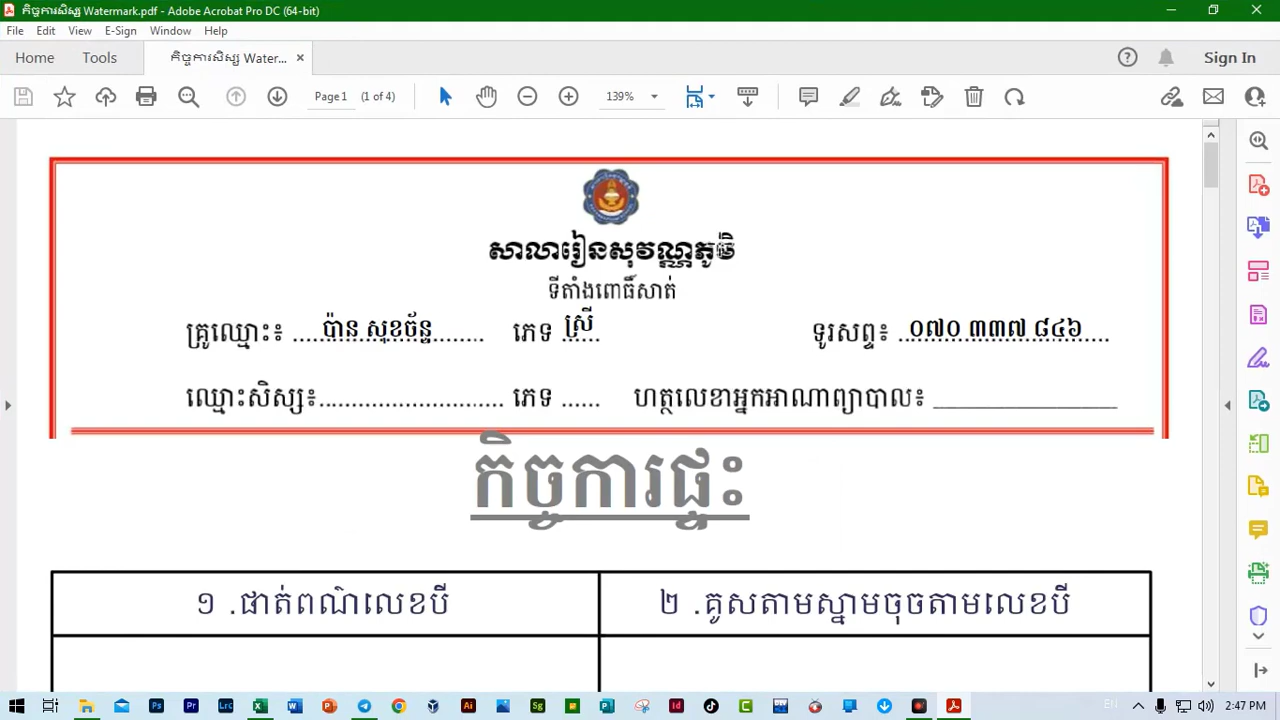 កិច្ចការសិស្ស Watermark.pdf - Adobe Acrobat Pro DC (64-bit)
File Edit View E-Sign Window Help
Home Tools កិច្ចការសិស្ស Water... × Sign In
Page 1 (1 of 4) 139%
សាលារៀនសុវណ្ណភូមិ
ទីតាំងពោធិ៍សាត់
គ្រូឈ្មោះ៖ ....ប៉ាន សុខច័ន្ទ........ ភេទ ស្រី ទូរសព្ទ៖ ០៧០ ៣៣៧ ៨៤៦
ឈ្មោះសិស្ស៖............................ ភេទ ...... ហត្ថលេខាអ្នកអាណាព្យាបាល៖ ________________
កិច្ចការផ្ទះ
១ .ផាត់ពណ៌លេខបី ២ .គូសតាមស្នាមចុចតាមលេខបី
EN 2:47 PM